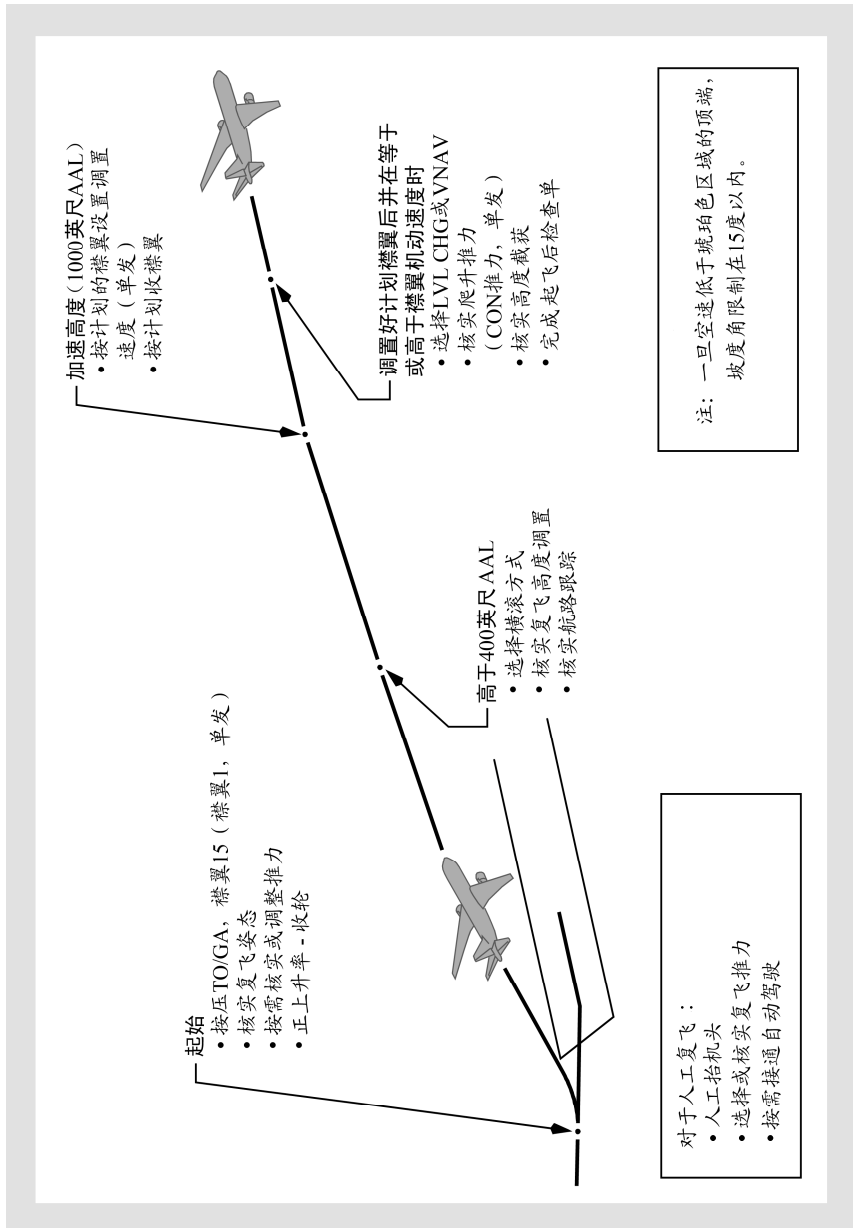 起始
• 按压TO/GA，襟翼15（襟翼1，单发）
• 核实复飞姿态
• 按需核实或调整推力
• 正上升率 - 收轮
高于400英尺AAL
• 选择横滚方式
• 核实复飞高度调置
• 核实航路跟踪
加速高度（1000英尺AAL）
• 按计划的襟翼设置调置
速度（单发）
• 按计划收襟翼
调置好计划襟翼后并在等于
或高于襟翼机动速度时
• 选择LVL CHG或VNAV
• 核实爬升推力
（CON推力，单发）
• 核实高度截获
• 完成起飞后检查单
对于人工复飞：
• 人工抬机头
• 选择或核实复飞推力
• 按需接通自动驾驶
注：一旦空速低于琥珀色区域的顶端，
坡度角限制在15度以内。